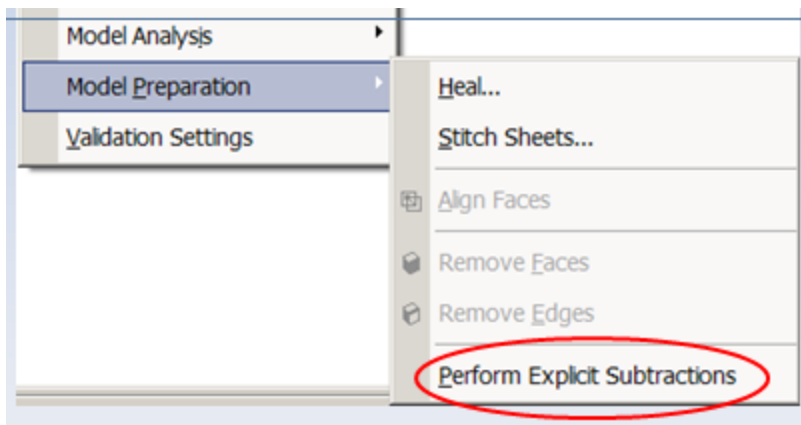 Model Analysis
Model Preparation
Validation Settings
Heal...
Stitch Sheets...
Align Faces
Remove Faces
Remove Edges
Perform Explicit Subtractions